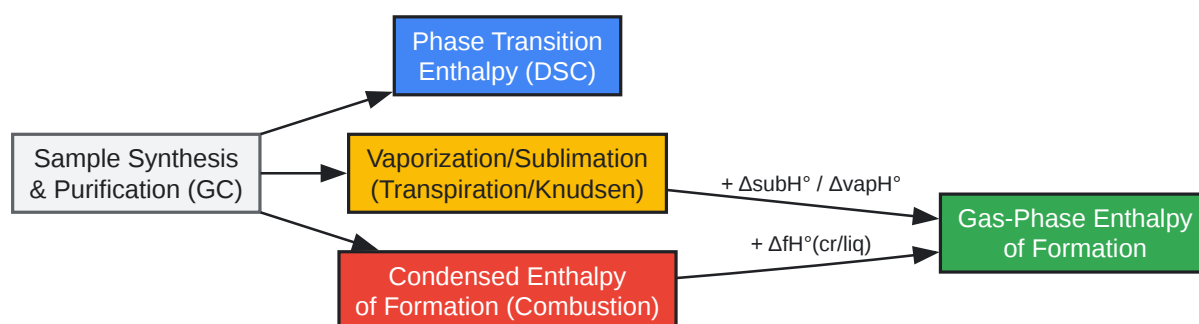 Phase Transition
Enthalpy (DSC)
Sample Synthesis
& Purification (GC)
Vaporization/Sublimation
(Transpiration/Knudsen)
+ ΔsubH° / ΔvapH°
Gas-Phase Enthalpy
of Formation
+ ΔfH°(cr/liq)
Condensed Enthalpy
of Formation (Combustion)